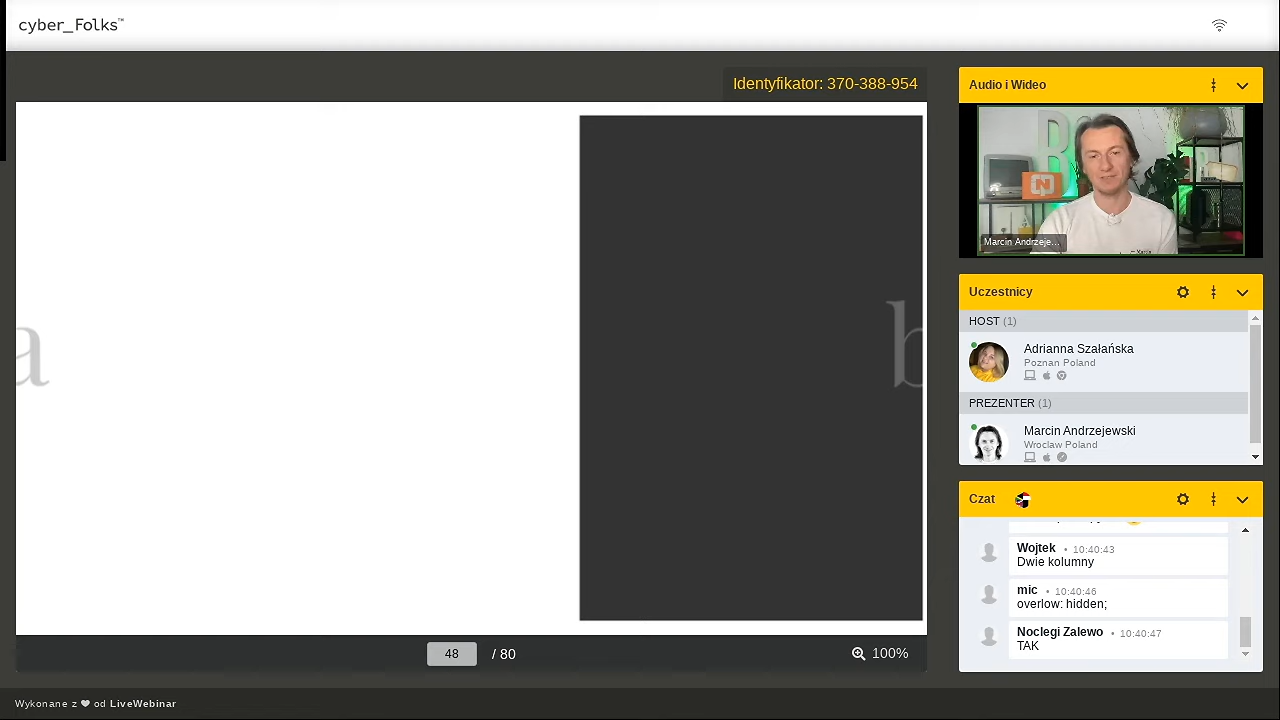 cyber_Folks™
Identyfikator: 370-388-954
a
b
48 / 80
100%
Audio i Wideo
Marcin Andrzeje...
Uczestnicy
HOST (1)
Adrianna Szałańska
Poznan Poland
PREZENTER (1)
Marcin Andrzejewski
Wroclaw Poland
Czat
Wojtek • 10:40:43
Dwie kolumny
mic • 10:40:46
overlow: hidden;
Noclegi Zalewo • 10:40:47
TAK
Wykonane z ❤ od LiveWebinar